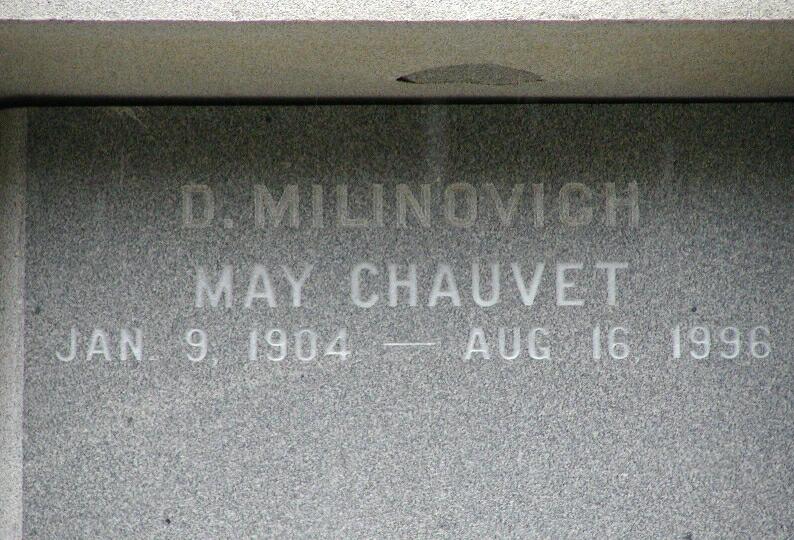 D. MILINOVICH
MAY CHAUVET
JAN. 9, 1904 — AUG 16, 1996